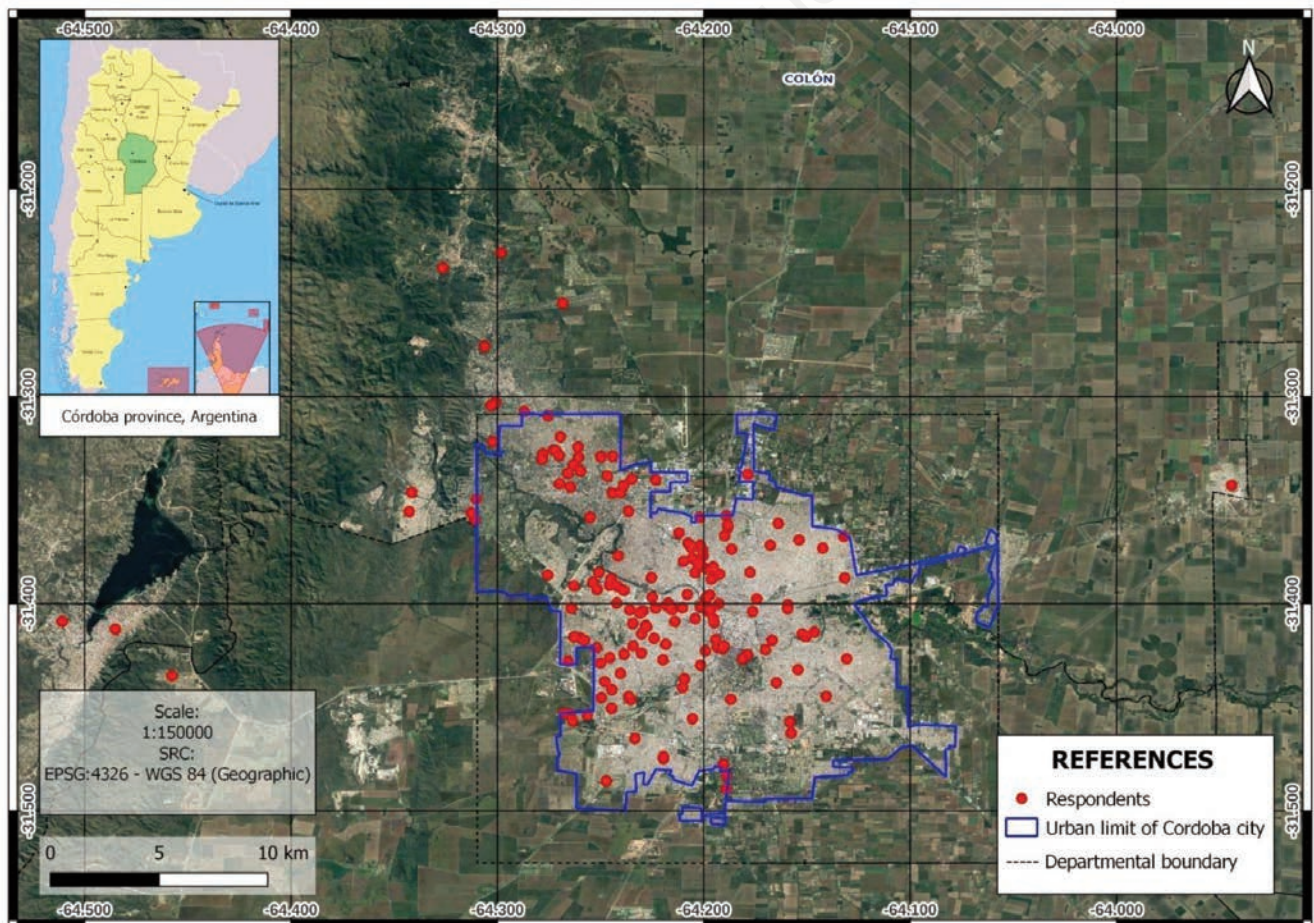 -64.500
-64.400
-64.300
-64.200
-64.100
-64.000
N
COLÓN
-31.200
-31.200
-31.300
-31.300
-31.400
-31.400
-31.500
-31.500
Córdoba province, Argentina
Scale:
1:150000
SRC:
EPSG:4326 - WGS 84 (Geographic)
0 5 10 km
REFERENCES
Respondents
Urban limit of Cordoba city
Departmental boundary
-64.500
-64.400
-64.300
-64.200
-64.100
-64.000